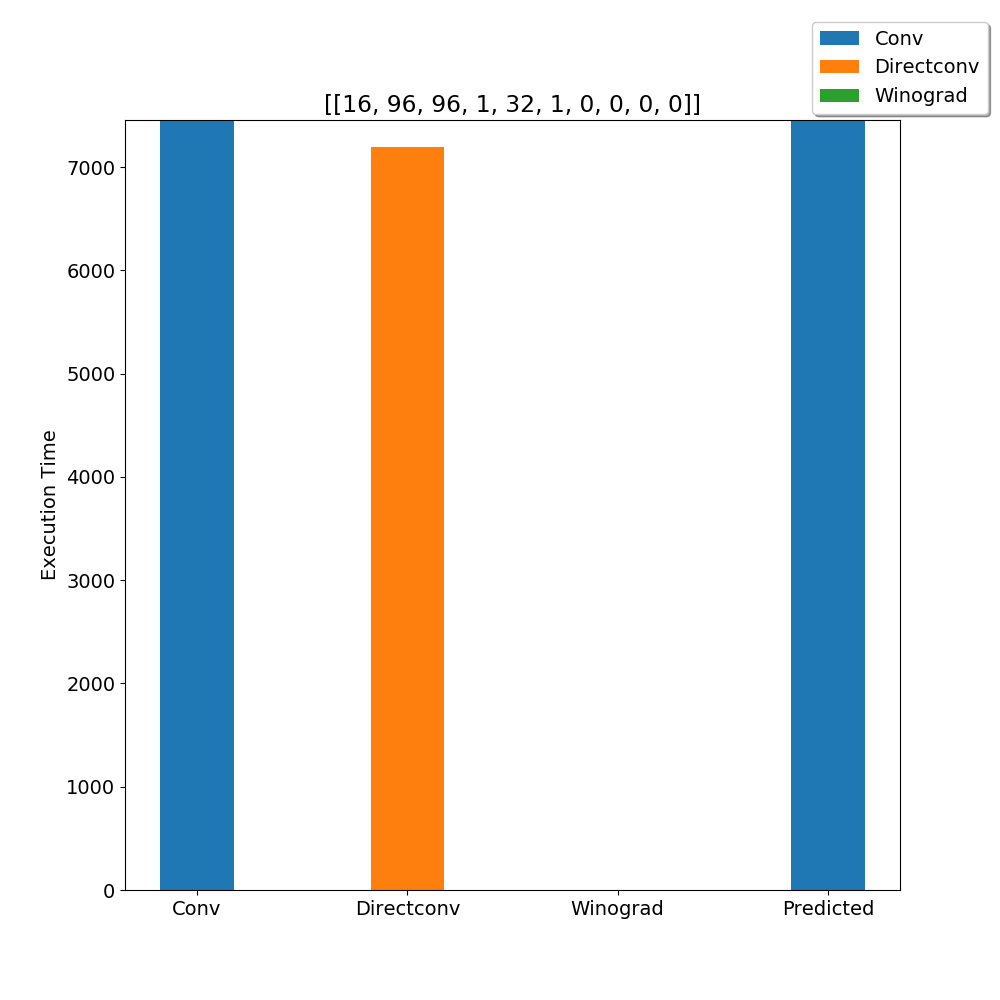 Conv
Directconv
Winograd
[[16, 96, 96, 1, 32, 1, 0, 0, 0, 0]]
7000
6000
5000
4000
3000
2000
1000
0
Execution Time
Conv Directconv Winograd Predicted